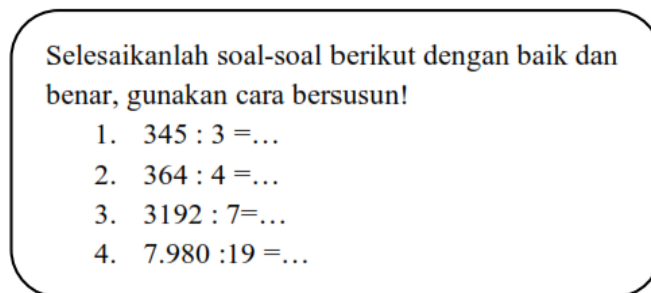 Selesaikanlah soal-soal berikut dengan baik dan
benar, gunakan cara bersusun!
1. 345 : 3 =…
2. 364 : 4 =…
3. 3192 : 7=…
4. 7.980 :19 =…